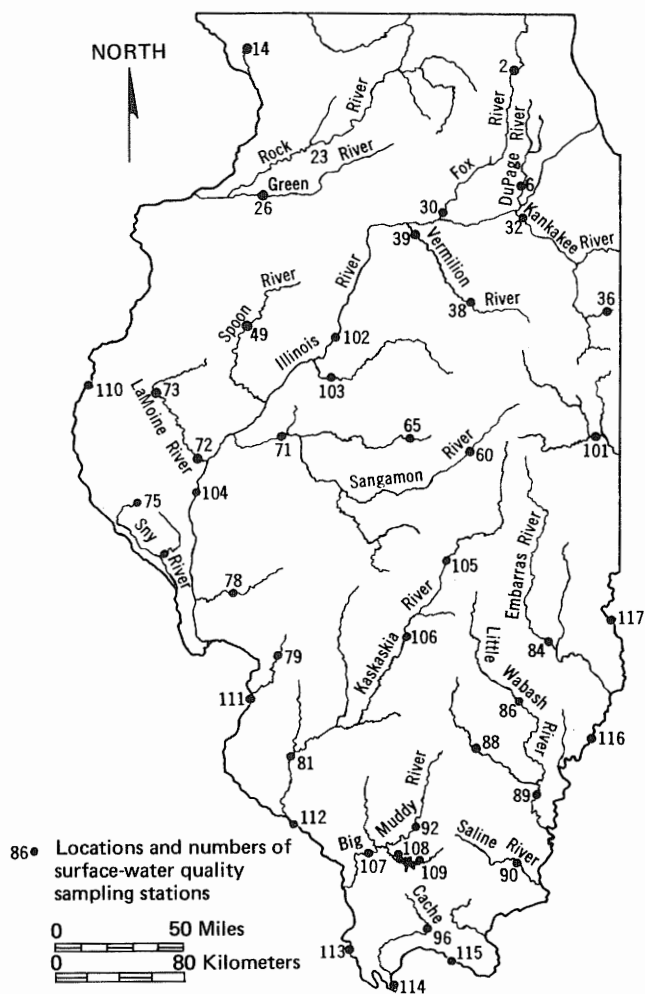 NORTH
14
2
Rock River
23
Green River
26
Fox River
DuPage River
6
30
32
Kankakee River
39
Vermilion River
38
36
Spoon River
49
Illinois River
102
103
110
73
LaMoine River
72
71
65
60
Sangamon River
101
104
75
Sny River
78
105
Kaskaskia River
106
Embarras River
84
117
Little Wabash River
86
79
111
88
116
81
89
112
Big Muddy River
92
108
107
109
Saline River
90
Cache
96
113
115
114
86 Locations and numbers of
surface-water quality
sampling stations
0 50 Miles
0 80 Kilometers